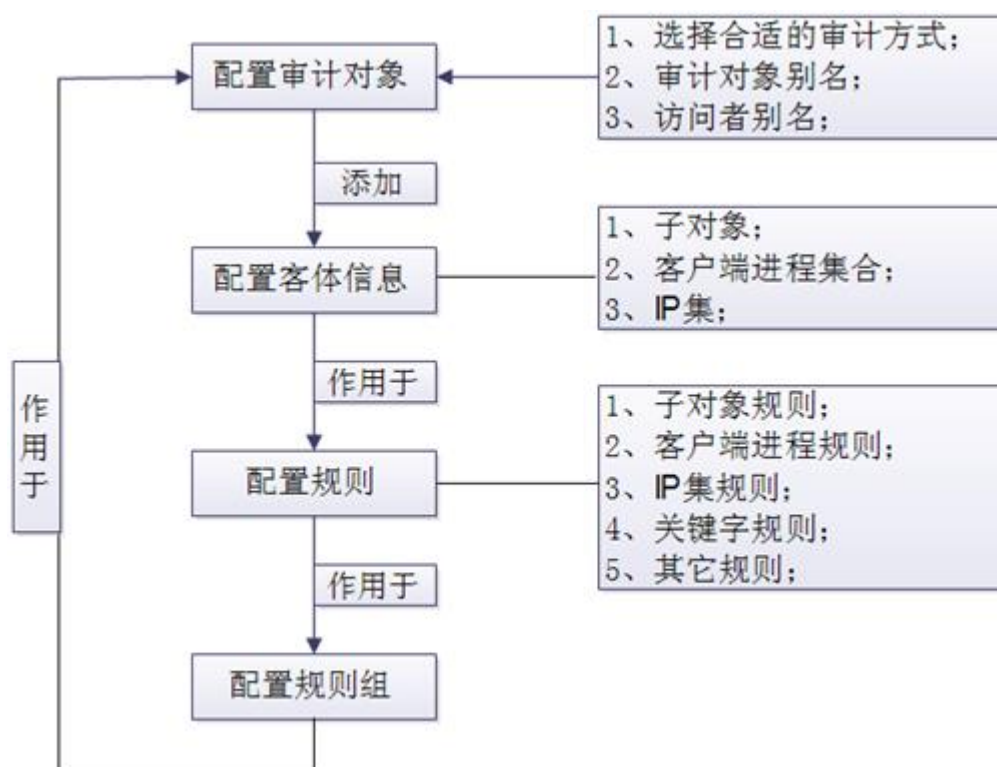 配置审计对象
1、选择合适的审计方式；
2、审计对象别名；
3、访问者别名；
添加
配置客体信息
1、子对象；
2、客户端进程集合；
3、IP集；
作用于
作
用
于
配置规则
1、子对象规则；
2、客户端进程规则；
3、IP集规则；
4、关键字规则；
5、其它规则；
作用于
配置规则组